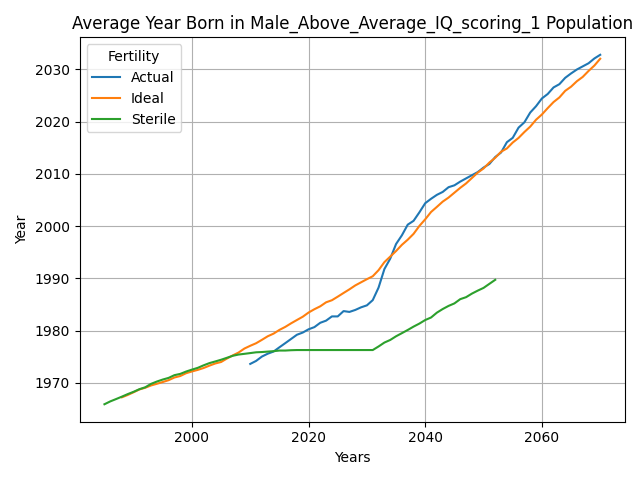 Average Year Born in Male_Above_Average_IQ_scoring_1 Population
Fertility
Actual
Ideal
Sterile
2030
2020
2010
2000
1990
1980
1970
Year
2000
2020
2040
2060
Years